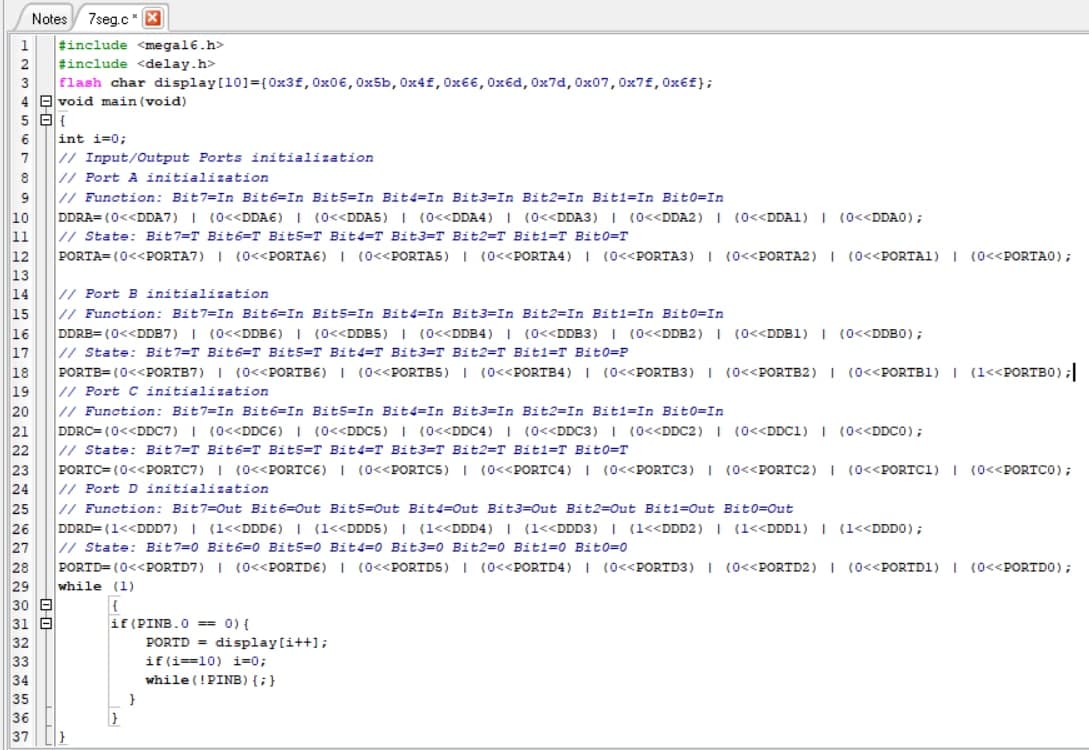 Notes 7seg.c *
1 #include <mega16.h>
2 #include <delay.h>
3 flash char display[10]={0x3f,0x06,0x5b,0x4f,0x66,0x6d,0x7d,0x07,0x7f,0x6f};
4 void main(void)
5 {
6 int i=0;
7 // Input/Output Ports initialization
8 // Port A initialization
9 // Function: Bit7=In Bit6=In Bit5=In Bit4=In Bit3=In Bit2=In Bit1=In Bit0=In
10 DDRA=(0<<DDA7) | (0<<DDA6) | (0<<DDA5) | (0<<DDA4) | (0<<DDA3) | (0<<DDA2) | (0<<DDA1) | (0<<DDA0);
11 // State: Bit7=T Bit6=T Bit5=T Bit4=T Bit3=T Bit2=T Bit1=T Bit0=T
12 PORTA=(0<<PORTA7) | (0<<PORTA6) | (0<<PORTA5) | (0<<PORTA4) | (0<<PORTA3) | (0<<PORTA2) | (0<<PORTA1) | (0<<PORTA0);
13
14 // Port B initialization
15 // Function: Bit7=In Bit6=In Bit5=In Bit4=In Bit3=In Bit2=In Bit1=In Bit0=In
16 DDRB=(0<<DDB7) | (0<<DDB6) | (0<<DDB5) | (0<<DDB4) | (0<<DDB3) | (0<<DDB2) | (0<<DDB1) | (0<<DDB0);
17 // State: Bit7=T Bit6=T Bit5=T Bit4=T Bit3=T Bit2=T Bit1=T Bit0=P
18 PORTB=(0<<PORTB7) | (0<<PORTB6) | (0<<PORTB5) | (0<<PORTB4) | (0<<PORTB3) | (0<<PORTB2) | (0<<PORTB1) | (1<<PORTB0);
19 // Port C initialization
20 // Function: Bit7=In Bit6=In Bit5=In Bit4=In Bit3=In Bit2=In Bit1=In Bit0=In
21 DDRC=(0<<DDC7) | (0<<DDC6) | (0<<DDC5) | (0<<DDC4) | (0<<DDC3) | (0<<DDC2) | (0<<DDC1) | (0<<DDC0);
22 // State: Bit7=T Bit6=T Bit5=T Bit4=T Bit3=T Bit2=T Bit1=T Bit0=T
23 PORTC=(0<<PORTC7) | (0<<PORTC6) | (0<<PORTC5) | (0<<PORTC4) | (0<<PORTC3) | (0<<PORTC2) | (0<<PORTC1) | (0<<PORTC0);
24 // Port D initialization
25 // Function: Bit7=Out Bit6=Out Bit5=Out Bit4=Out Bit3=Out Bit2=Out Bit1=Out Bit0=Out
26 DDRD=(1<<DDD7) | (1<<DDD6) | (1<<DDD5) | (1<<DDD4) | (1<<DDD3) | (1<<DDD2) | (1<<DDD1) | (1<<DDD0);
27 // State: Bit7=0 Bit6=0 Bit5=0 Bit4=0 Bit3=0 Bit2=0 Bit1=0 Bit0=0
28 PORTD=(0<<PORTD7) | (0<<PORTD6) | (0<<PORTD5) | (0<<PORTD4) | (0<<PORTD3) | (0<<PORTD2) | (0<<PORTD1) | (0<<PORTD0);
29 while (1)
30 {
31 if(PINB.0 == 0){
32 PORTD = display[i++];
33 if(i==10) i=0;
34 while(!PINB){;}
35 }
36 }
37 }